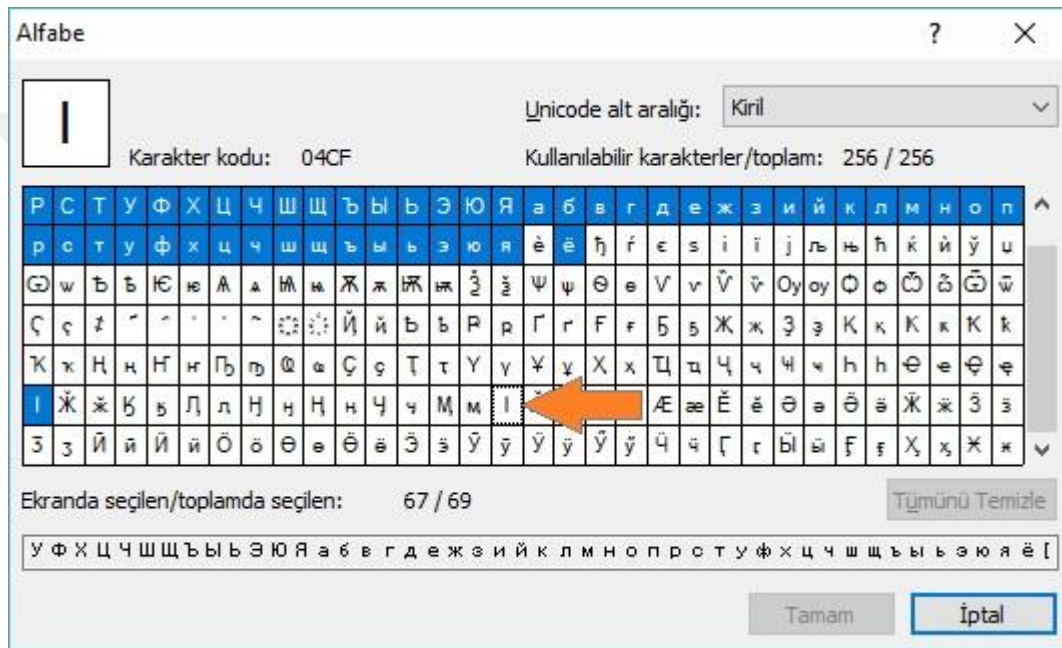 Alfabe ?
Ӏ Unicode alt aralığı: Kiril
Karakter kodu: 04CF Kullanılabilir karakterler/toplam: 256 / 256
Р С Т У Ф Х Ц Ч Ш Щ Ъ Ы Ь Э Ю Я а б в г д е ж з и й к л м н о п
р с т у ф х ц ч ш щ ъ ы ь э ю я ѐ ё ђ ѓ є ѕ і ї ј љ њ ћ ќ ѝ ў џ
Ѡ ѡ Ѣ ѣ Ѥ ѥ Ѧ ѧ Ѩ ѩ Ѫ ѫ Ѭ ѭ Ѯ ѯ Ѱ ѱ Ѳ ѳ Ѵ ѵ Ѷ ѷ Ѹ ѹ Ѻ ѻ Ѽ ѽ Ѿ ѿ
Ҁ ҁ ҂ Ҋ ҋ Ҍ ҍ Ҏ ҏ Ґ ґ Ғ ғ Ҕ ҕ Җ җ Ҙ ҙ Қ қ Ҝ ҝ Ҟ ҟ
Ҡ ҡ Ң ң Ҥ ҥ Ҧ ҧ Ҩ ҩ Ҫ ҫ Ҭ ҭ Ү ү Ұ ұ Ҳ ҳ Ҵ ҵ Ҷ ҷ Ҹ ҹ Һ һ Ҽ ҽ Ҿ ҿ
Ӏ Ӂ ӂ Ӄ ӄ Ӆ ӆ Ӈ ӈ Ӊ ӊ Ӌ ӌ Ӎ ӎ ӏ Ӕ ӕ Ӗ ӗ Ә ә Ӛ ӛ Ӝ ӝ Ӟ ӟ
Ӡ ӡ Ӣ ӣ Ӥ ӥ Ӧ ӧ Ө ө Ӫ ӫ Ӭ ӭ Ӯ ӯ Ӱ ӱ Ӳ ӳ Ӵ ӵ Ӷ ӷ Ӹ ӹ Ӻ ӻ Ӽ ӽ Ӿ ӿ
Ekranda seçilen/toplamda seçilen: 67 / 69 Tümünü Temizle
У Ф Х Ц Ч Ш Щ Ъ Ы Ь Э Ю Я а б в г д е ж з и й к л м н о п р с т у ф х ц ч ш щ ъ ы ь э ю я ё [
Tamam İptal